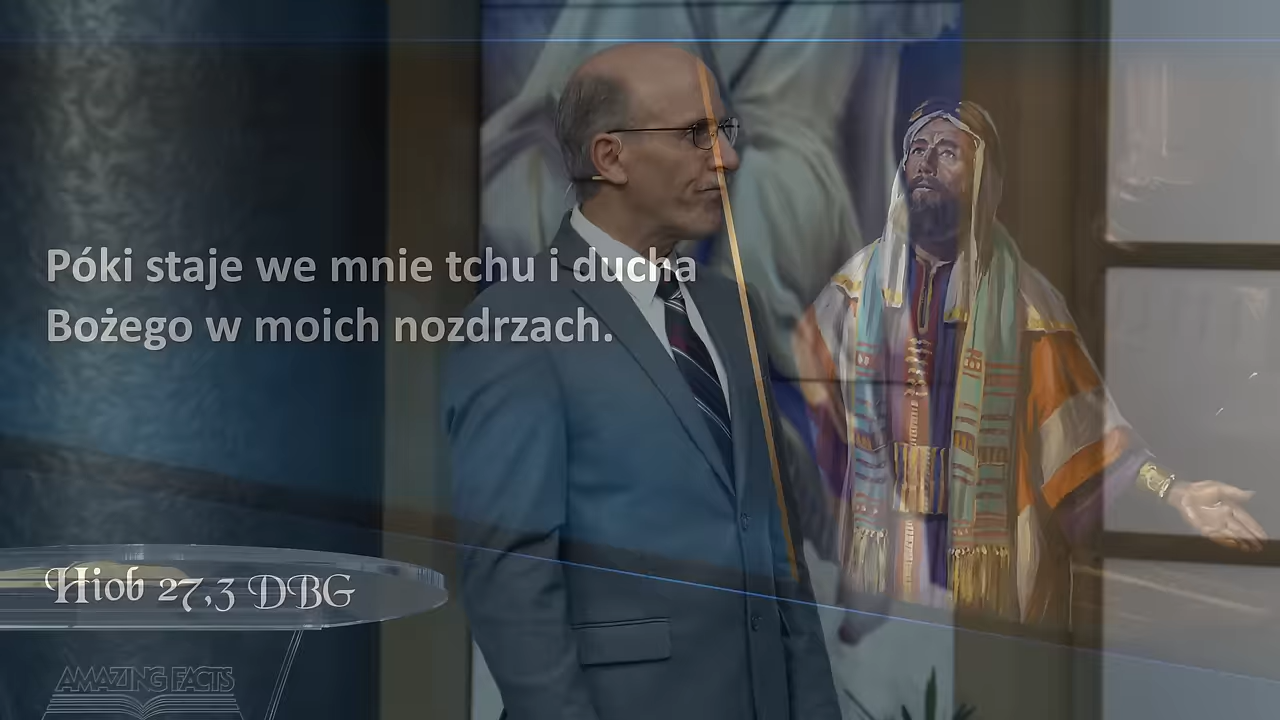 Póki staje we mnie tchu i ducha
Bożego w moich nozdrzach.
Hiob 27,3 DBG
AMAZING FACTS